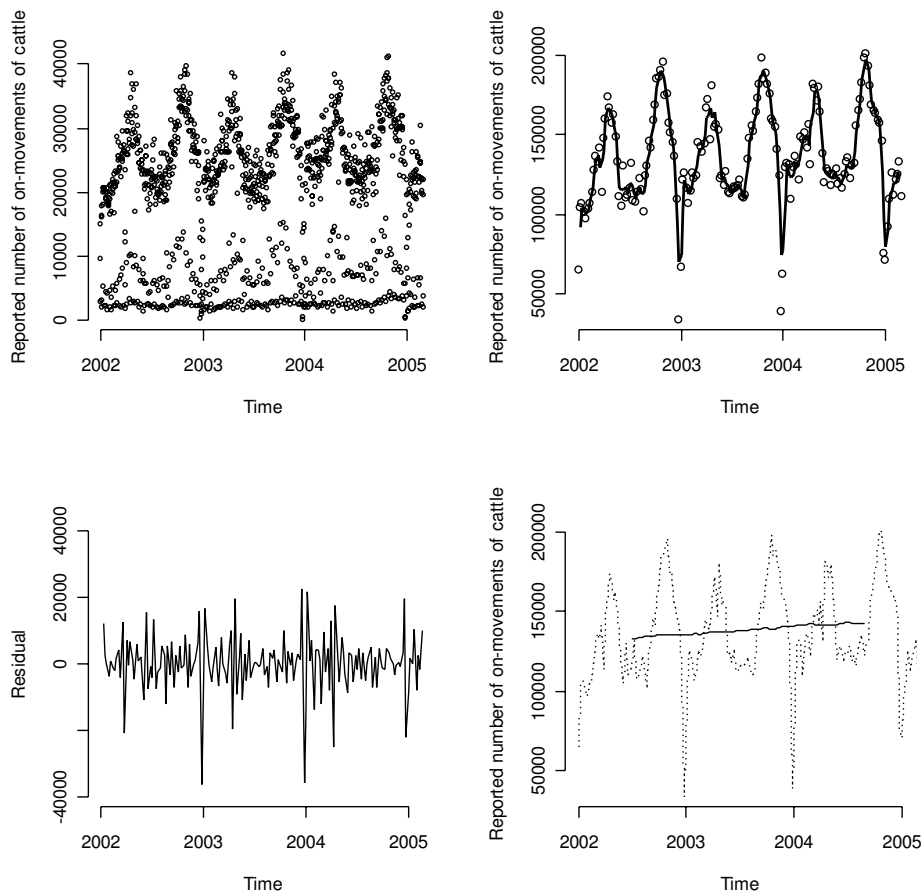 Reported number of on-movements of cattle
0 10000 20000 30000 40000
2002 2003 2004 2005
Time
Reported number of on-movements of cattle
50000 100000 150000 200000
2002 2003 2004 2005
Time
Residual
-40000 0 20000 40000
2002 2003 2004 2005
Time
Reported number of on-movements of cattle
50000 100000 150000 200000
2002 2003 2004 2005
Time